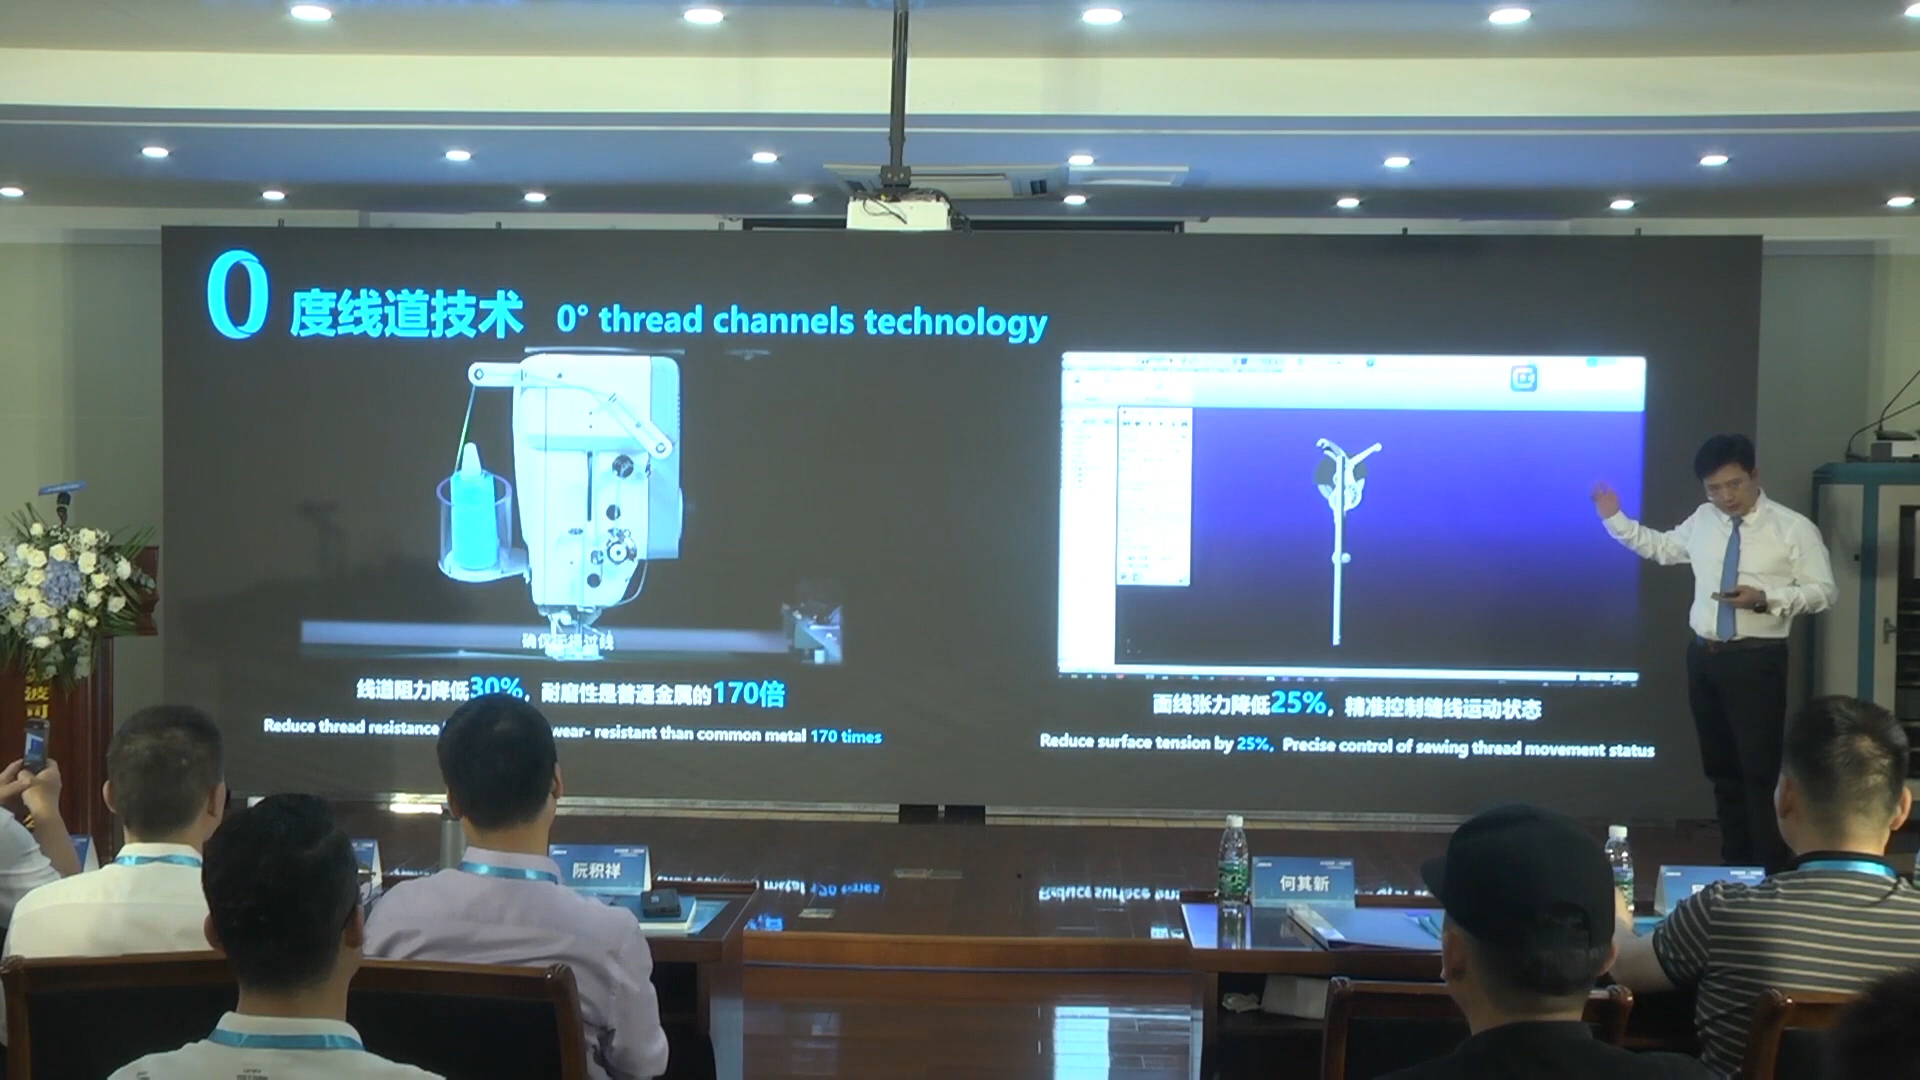 0 度线道技术 0° thread channels technology
线道阻力降低30%，耐磨性是普通金属的170倍
Reduce thread resistance wear- resistant than common metal 170 times
面线张力降低25%，精准控制缝线运动状态
Reduce surface tension by 25%, Precise control of sewing thread movement status
阮积祥
何其新